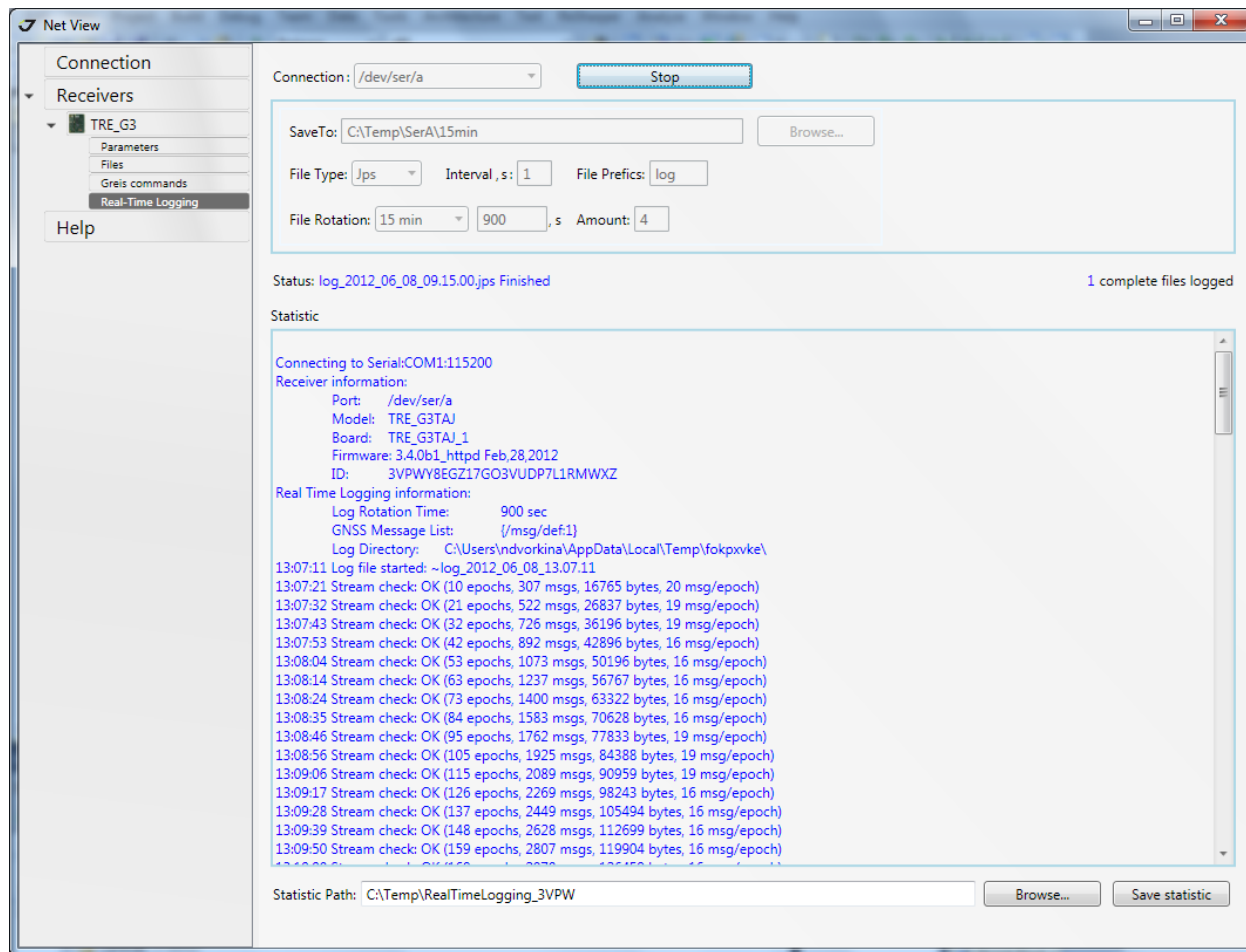 Net View
Connection
Receivers
TRE_G3
Parameters
Files
Greis commands
Real-Time Logging
Help
Connection: /dev/ser/a Stop
SaveTo: C:\Temp\SerA\15min Browse...
File Type: Jps Interval ,s: 1 File Prefics: log
File Rotation: 15 min 900 , s Amount: 4
Status: log_2012_06_08_09.15.00.jps Finished 1 complete files logged
Statistic
Connecting to Serial:COM1:115200
Receiver information:
Port: /dev/ser/a
Model: TRE_G3TAJ
Board: TRE_G3TAJ_1
Firmware: 3.4.0b1_httpd Feb,28,2012
ID: 3VPWY8EGZ17GO3VUDP7L1RMWXZ
Real Time Logging information:
Log Rotation Time: 900 sec
GNSS Message List: {/msg/def:1}
Log Directory: C:\Users\ndvorkina\AppData\Local\Temp\fokpxvke\
13:07:11 Log file started: ~log_2012_06_08_13.07.11
13:07:21 Stream check: OK (10 epochs, 307 msgs, 16765 bytes, 20 msg/epoch)
13:07:32 Stream check: OK (21 epochs, 522 msgs, 26837 bytes, 19 msg/epoch)
13:07:43 Stream check: OK (32 epochs, 726 msgs, 36196 bytes, 19 msg/epoch)
13:07:53 Stream check: OK (42 epochs, 892 msgs, 42896 bytes, 16 msg/epoch)
13:08:04 Stream check: OK (53 epochs, 1073 msgs, 50196 bytes, 16 msg/epoch)
13:08:14 Stream check: OK (63 epochs, 1237 msgs, 56767 bytes, 16 msg/epoch)
13:08:24 Stream check: OK (73 epochs, 1400 msgs, 63322 bytes, 16 msg/epoch)
13:08:35 Stream check: OK (84 epochs, 1583 msgs, 70628 bytes, 16 msg/epoch)
13:08:46 Stream check: OK (95 epochs, 1762 msgs, 77833 bytes, 19 msg/epoch)
13:08:56 Stream check: OK (105 epochs, 1925 msgs, 84388 bytes, 19 msg/epoch)
13:09:06 Stream check: OK (115 epochs, 2089 msgs, 90959 bytes, 19 msg/epoch)
13:09:17 Stream check: OK (126 epochs, 2269 msgs, 98243 bytes, 16 msg/epoch)
13:09:28 Stream check: OK (137 epochs, 2449 msgs, 105494 bytes, 16 msg/epoch)
13:09:39 Stream check: OK (148 epochs, 2628 msgs, 112699 bytes, 16 msg/epoch)
13:09:50 Stream check: OK (159 epochs, 2807 msgs, 119904 bytes, 16 msg/epoch)
Statistic Path: C:\Temp\RealTimeLogging_3VPW Browse... Save statistic